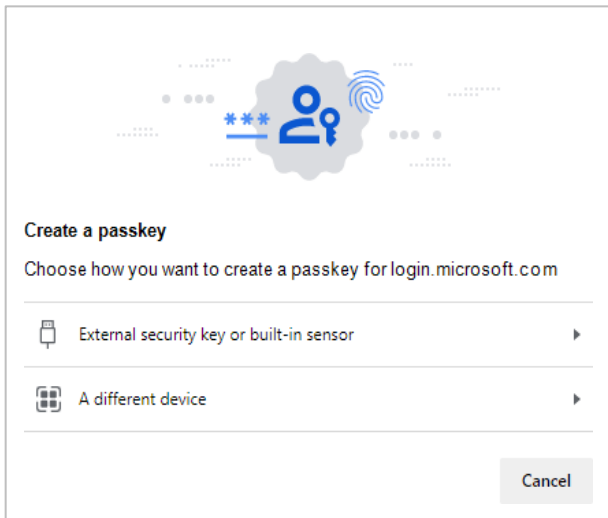 ***
Create a passkey
Choose how you want to create a passkey for login.microsoft.com
External security key or built-in sensor
A different device
Cancel